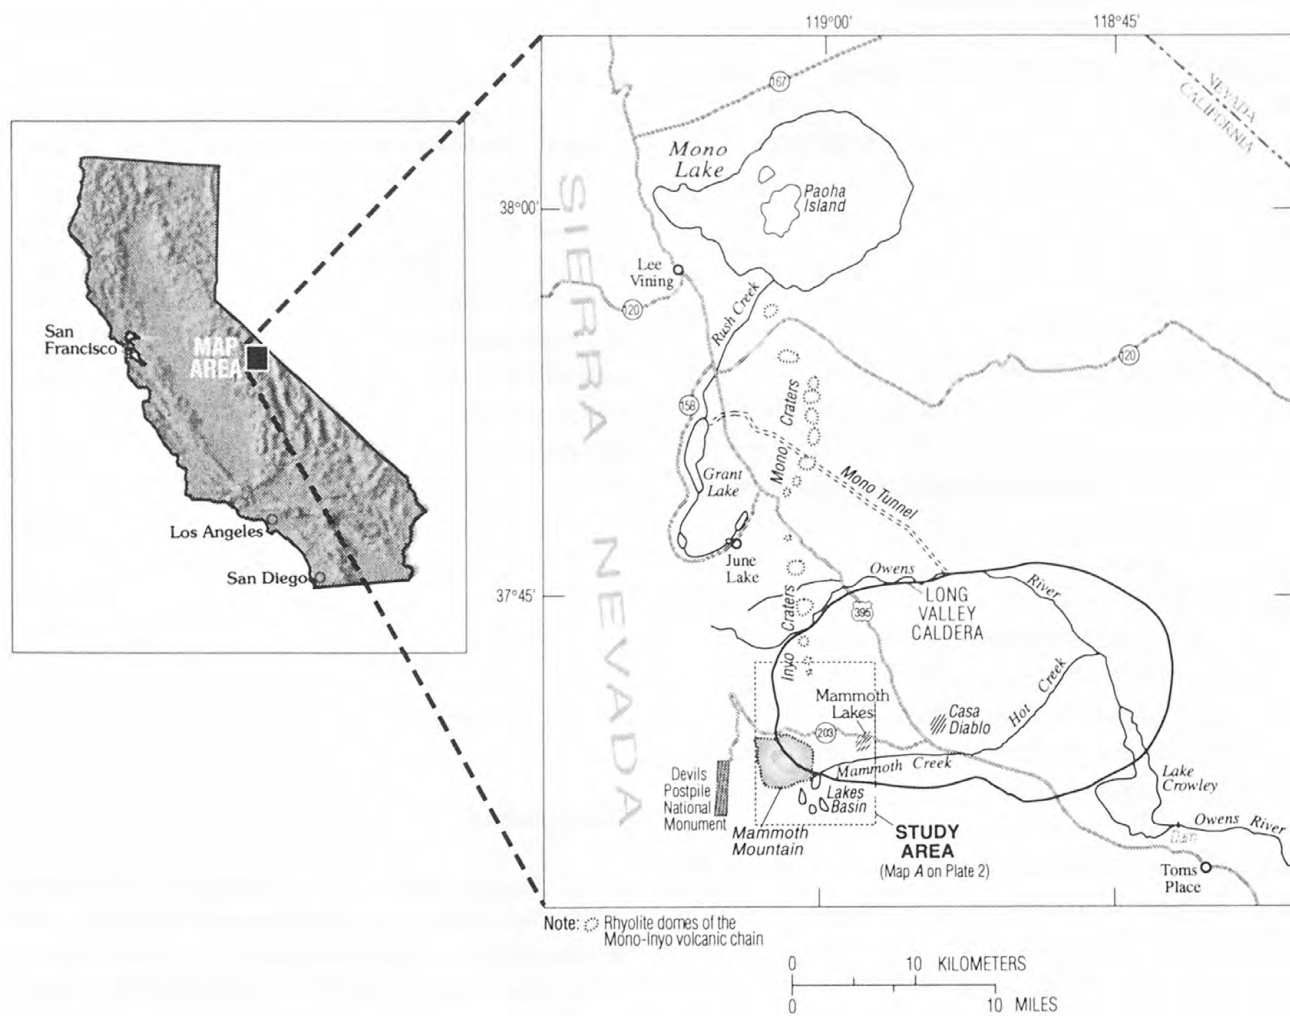 119°00'
118°45'
167
NEVADA
CALIFORNIA
Mono
Lake
Paoha
Island
38°00'
SIERRA
NEVADA
Lee
Vining
120
Rush Creek
120
San
Francisco
MAP
AREA
158
Mono Craters
Grant
Lake
Mono Tunnel
Los Angeles
San Diego
June
Lake
37°45'
Owens River
LONG
VALLEY
CALDERA
395
Inyo Craters
Mammoth
Lakes
203
Casa
Diablo
Hot Creek
Mammoth Creek
Devils
Postpile
National
Monument
Lakes
Basin
Lake
Crowley
Mammoth
Mountain
STUDY
AREA
(Map A on Plate 2)
Owens River
Dam
Toms
Place
Note: Rhyolite domes of the
Mono-Inyo volcanic chain
0 10 KILOMETERS
0 10 MILES